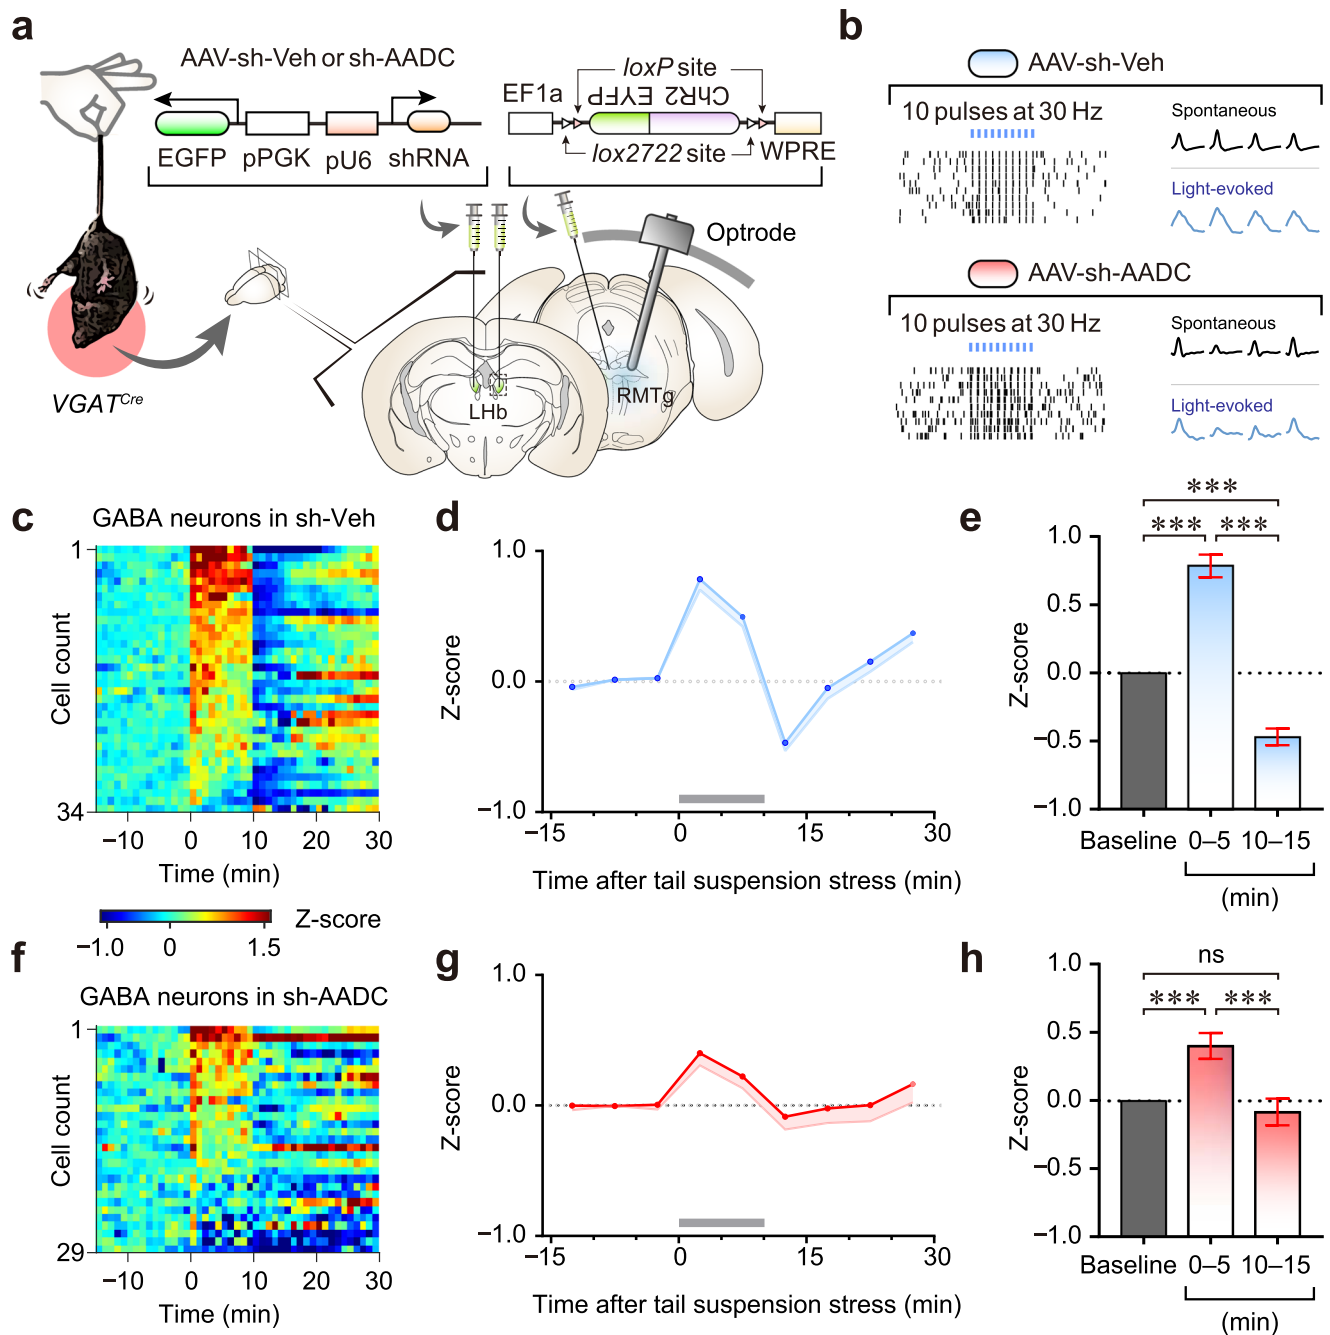 a
AAV-sh-Veh or sh-AADC
EGFP pPGK pU6 shRNA
loxP site
EF1a
ChR2 EYFP
lox2722 site WPRE
Optrode
RMTg
LHb
VGATCre
b
AAV-sh-Veh
10 pulses at 30 Hz
Spontaneous
Light-evoked
AAV-sh-AADC
10 pulses at 30 Hz
Spontaneous
Light-evoked
c
GABA neurons in sh-Veh
1
Cell count
34
−10 0 10 20 30
Time (min)
−1.0 0 1.5
Z-score
d
1.0
0.0
−1.0
Z-score
−15 0 15 30
Time after tail suspension stress (min)
e
*** 
*** ***
1.0
0.5
0.0
−0.5
−1.0
Z-score
Baseline 0–5 10–15
(min)
f
GABA neurons in sh-AADC
1
Cell count
29
−10 0 10 20 30
Time (min)
g
1.0
0.0
−1.0
Z-score
−15 0 15 30
Time after tail suspension stress (min)
h
ns
*** ***
1.0
0.5
0.0
−0.5
−1.0
Z-score
Baseline 0–5 10–15
(min)